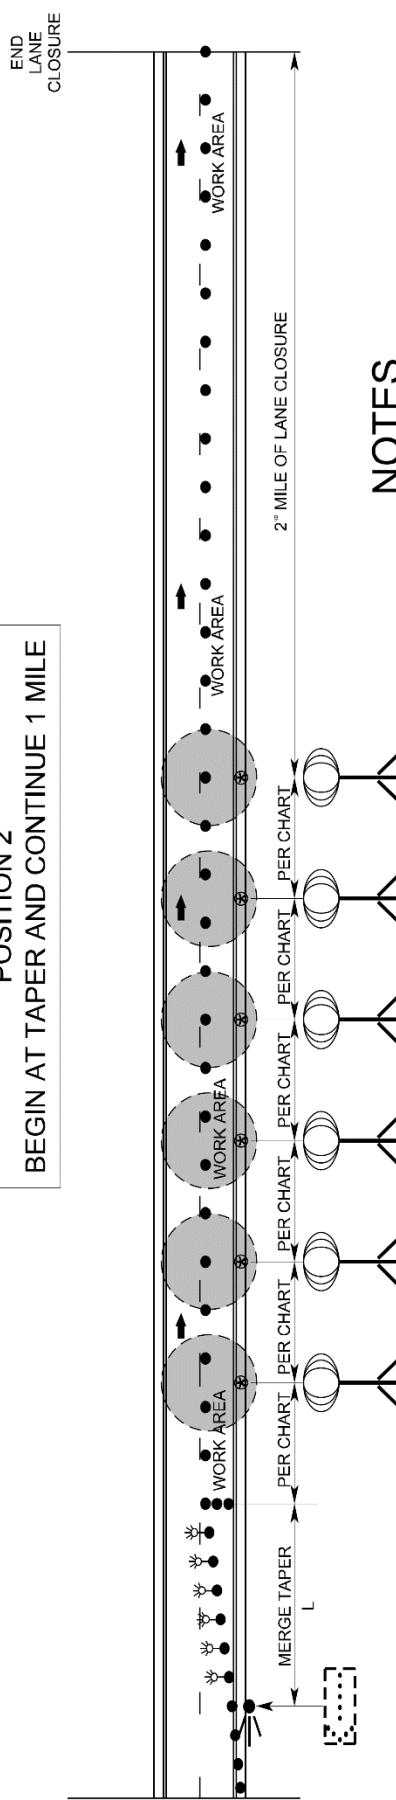 END
LANE
CLOSURE
POSITION 2
BEGIN AT TAPER AND CONTINUE 1 MILE
WORK AREA
WORK AREA
WORK AREA
WORK AREA
MERGE TAPER
L
PER CHART
PER CHART
PER CHART
PER CHART
PER CHART
PER CHART
2ND MILE OF LANE CLOSURE
NOTES